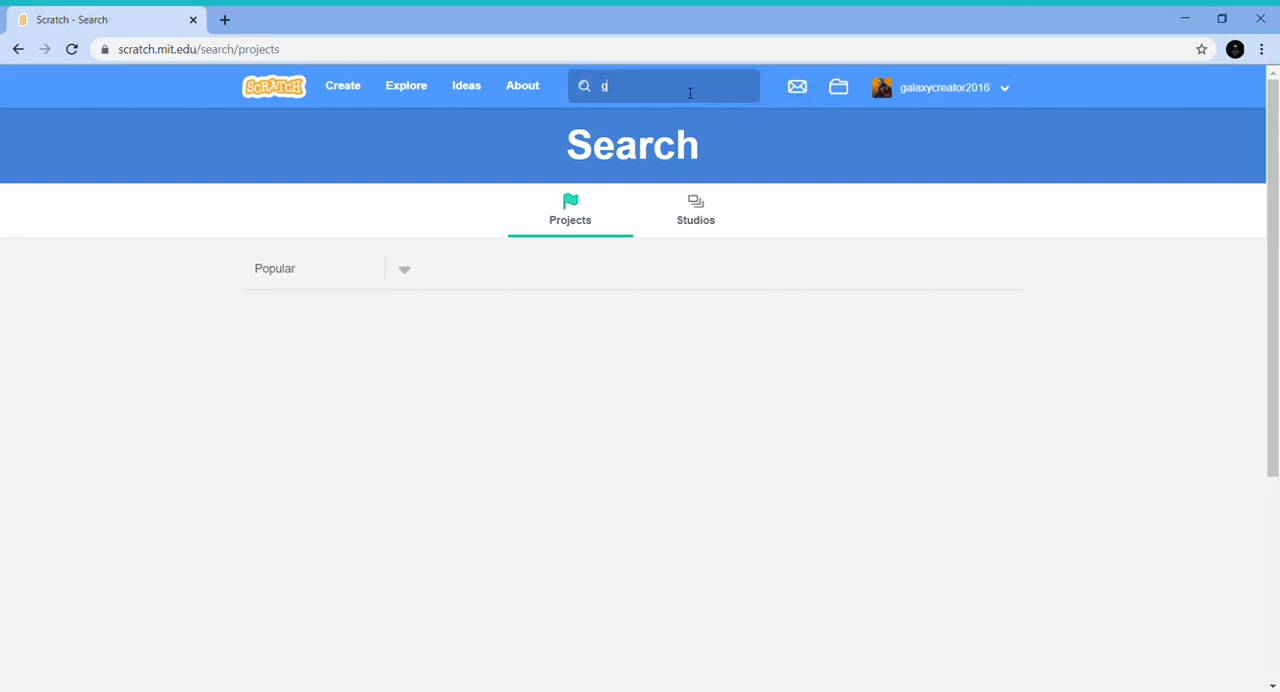 Scratch - Search
scratch.mit.edu/search/projects
SCRATCH Create Explore Ideas About g galaxycreator2016
Search
Projects Studios
Popular